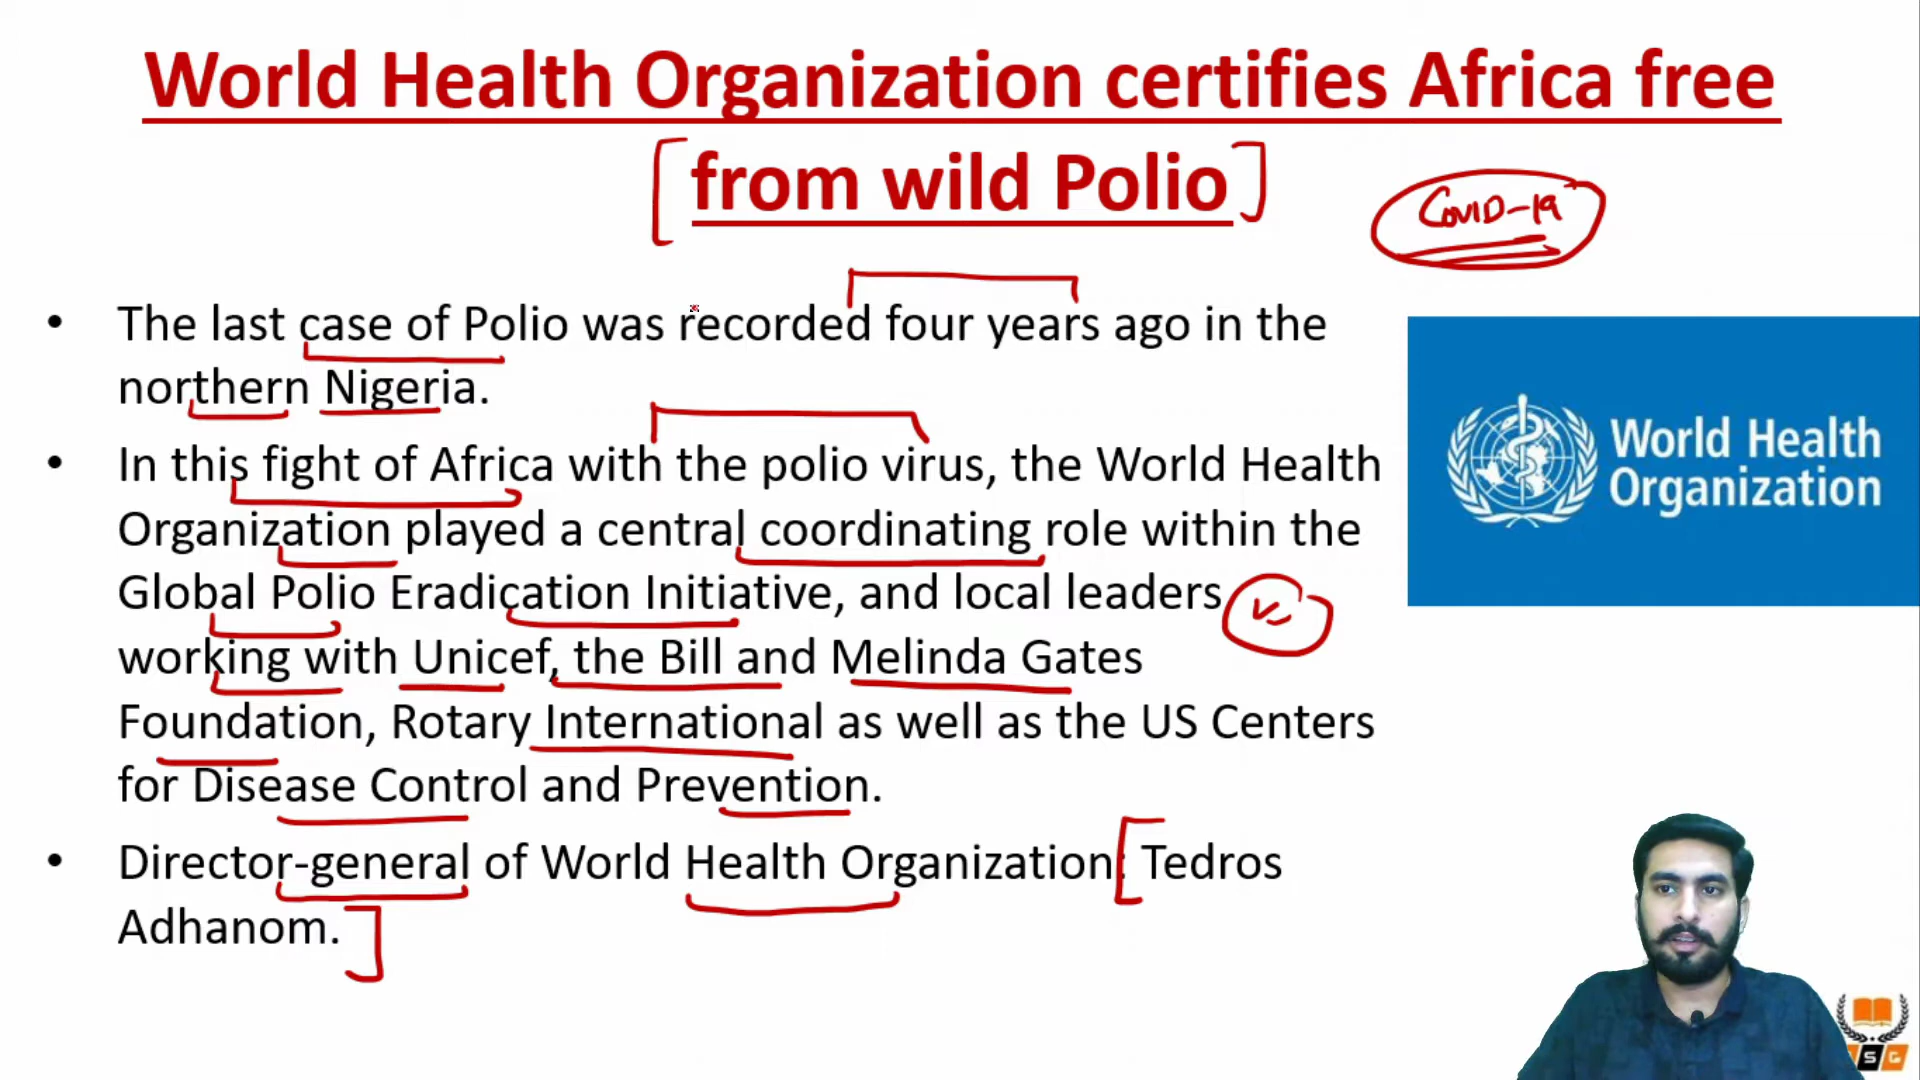 World Health Organization certifies Africa free
from wild Polio
COVID-19
• The last case of Polio was recorded four years ago in the
northern Nigeria.
• In this fight of Africa with the polio virus, the World Health
Organization played a central coordinating role within the
Global Polio Eradication Initiative, and local leaders
working with Unicef, the Bill and Melinda Gates
Foundation, Rotary International as well as the US Centers
for Disease Control and Prevention.
• Director-general of World Health Organization: Tedros
Adhanom.
World Health
Organization
S G